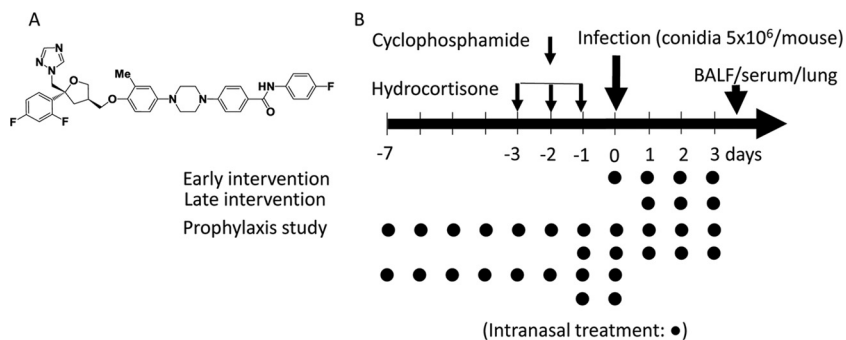 A
N
N
N
O
Me
O
N
N
HN
F
O
F
F
B
Cyclophosphamide
Infection (conidia 5x10⁶/mouse)
BALF/serum/lung
Hydrocortisone
-7 -3 -2 -1 0 1 2 3 days
Early intervention
Late intervention
Prophylaxis study
(Intranasal treatment: ●)